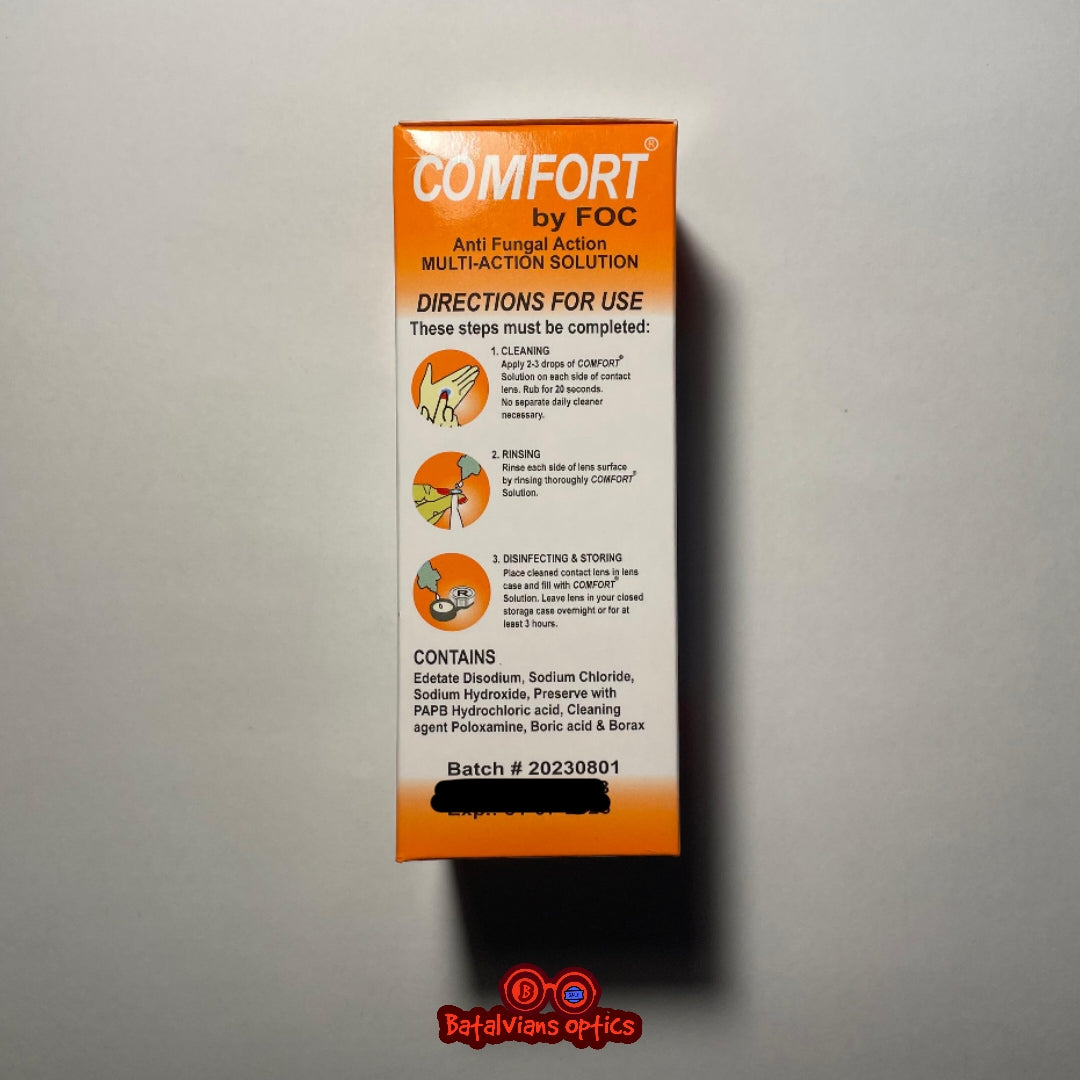 COMFORT®
by FOC
Anti Fungal Action
MULTI-ACTION SOLUTION
DIRECTIONS FOR USE
These steps must be completed:
1. CLEANING
Apply 2-3 drops of COMFORT®
Solution on each side of contact
lens. Rub for 20 seconds.
No separate daily cleaner
necessary.
2. RINSING
Rinse each side of lens surface
by rinsing thoroughly COMFORT®
Solution.
3. DISINFECTING & STORING
Place cleaned contact lens in lens
case and fill with COMFORT®
Solution. Leave lens in your closed
storage case overnight or for at
least 3 hours.
R
CONTAINS
Edetate Disodium, Sodium Chloride,
Sodium Hydroxide, Preserve with
PAPB Hydrochloric acid, Cleaning
agent Poloxamine, Boric acid & Borax
Batch # 20230801
B
Batalvians optics